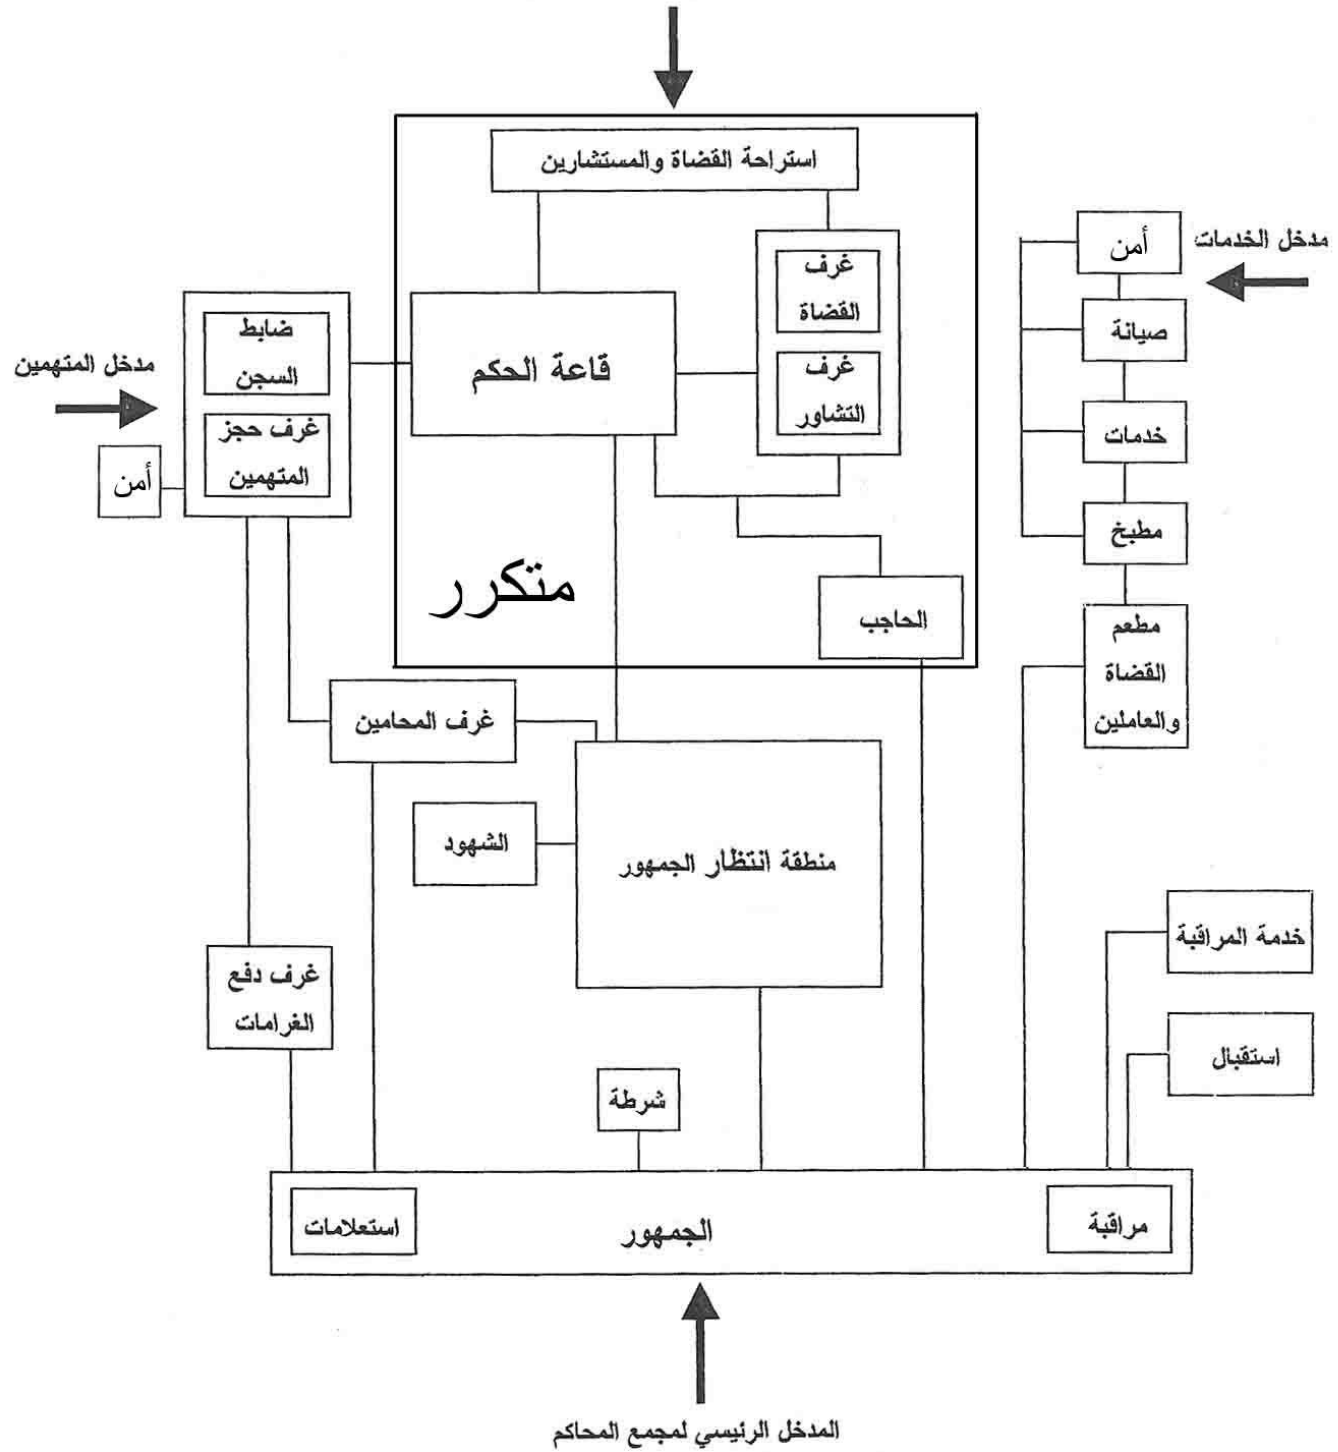 استراحة القضاة والمستشارين
أمن
مدخل الخدمات
غرف
القضاة
صيانة
ضابط
السجن
قاعة الحكم
مدخل المتهمين
غرف
التشاور
خدمات
غرف حجز
المتهمين
أمن
مطبخ
متكرر
الحاجب
مطعم
القضاة
والعاملين
غرف المحامين
الشهود
منطقة انتظار الجمهور
خدمة المراقبة
غرف دفع
الغرامات
استقبال
شرطة
استعلامات
الجمهور
مراقبة
المدخل الرئيسي لمجمع المحاكم